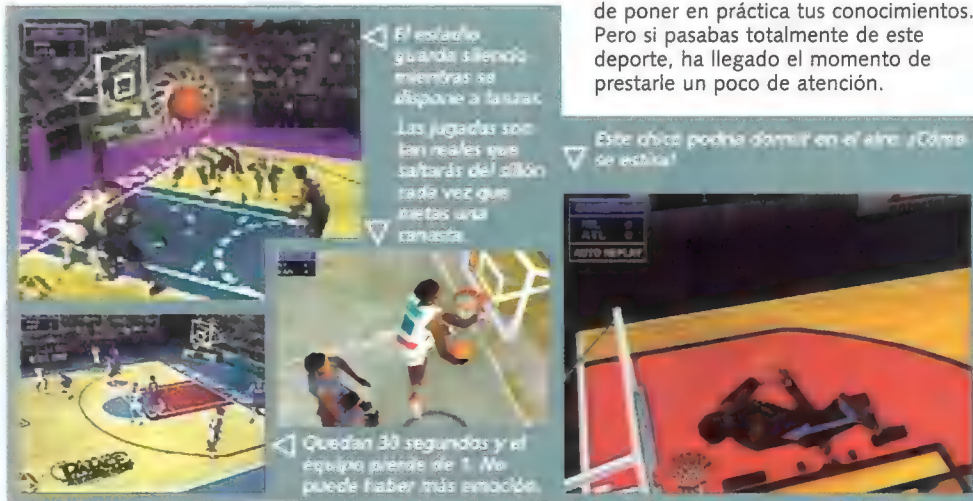 de poner en práctica tus conocimientos.
Pero si pasabas totalmente de este
deporte, ha llegado el momento de
prestarle un poco de atención.
El estadio
guarda silencio
mientras se
dispone a lanzar.
Las jugadas son
tan reales que
saltarás del sillón
cada vez que
metas una
canasta.
Este chico podría dormir en el aire. ¡Cómo
se estira!
AUTO REPLAY
Quedan 30 segundos y el
equipo pierde de 1. No
puede haber más emoción.